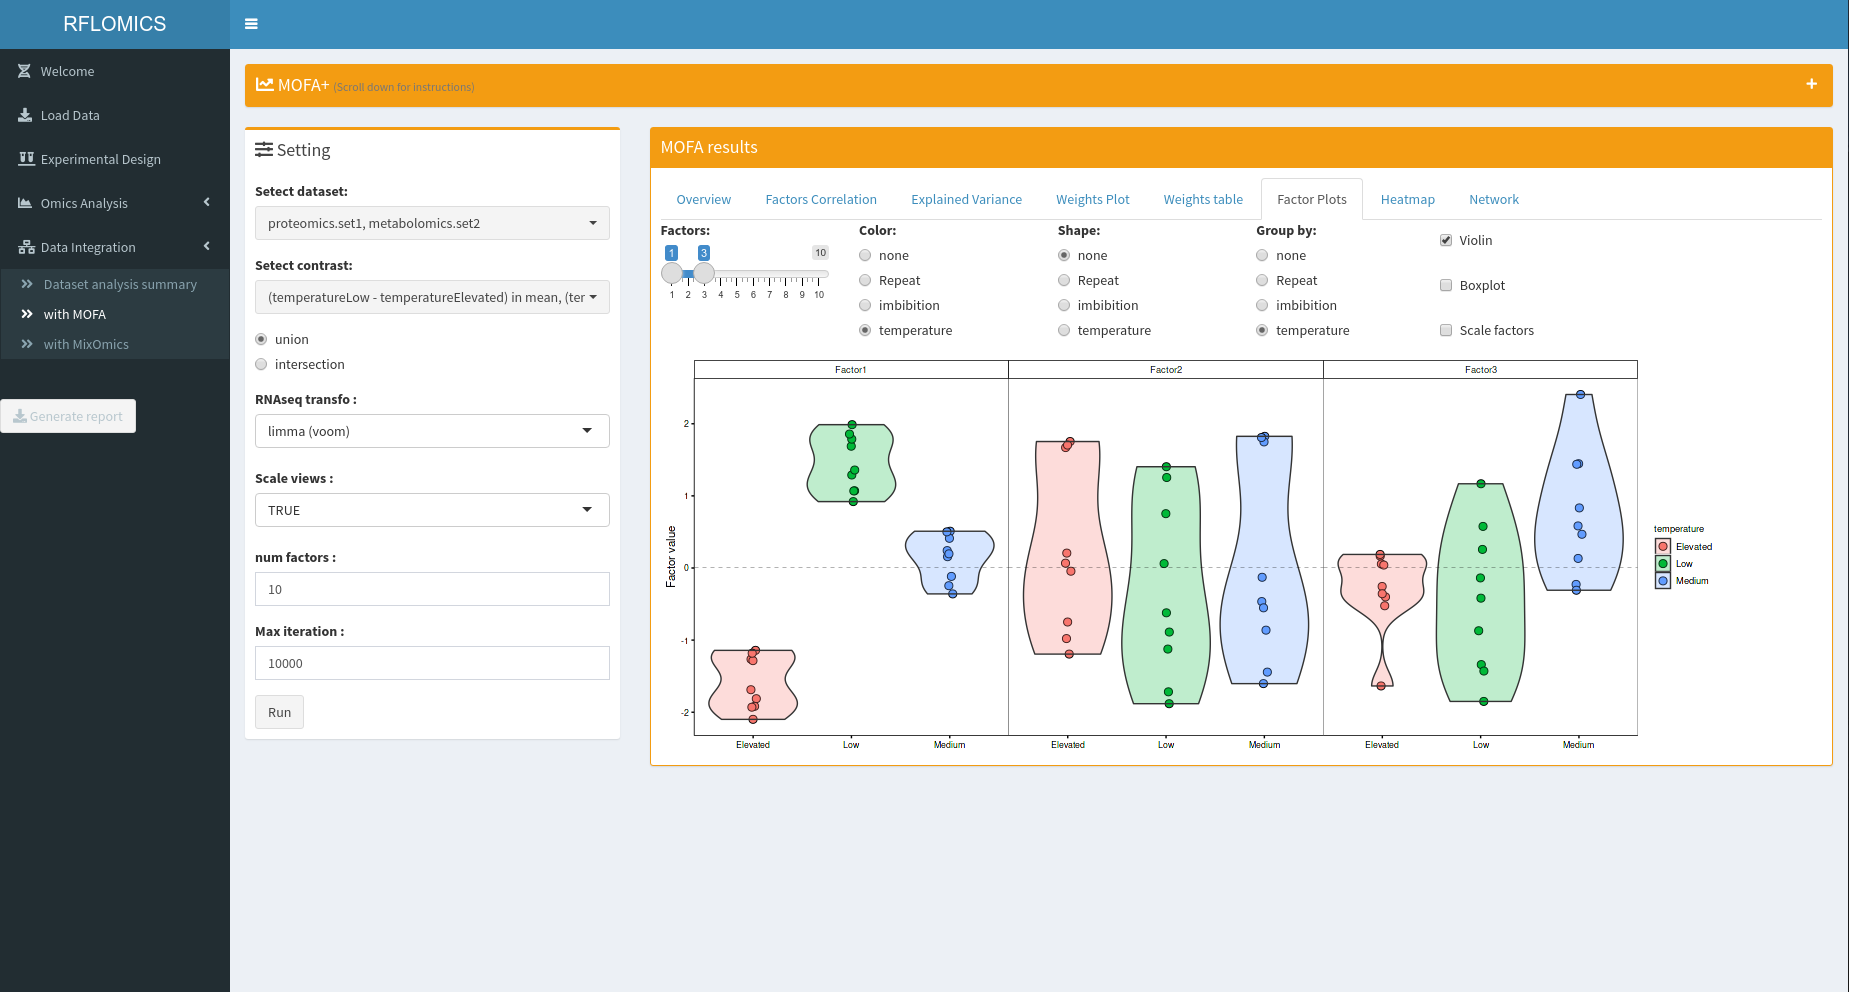 RFLOMICS
Welcome
Load Data
Experimental Design
Omics Analysis
Data Integration
Dataset analysis summary
with MOFA
with MixOmics
Generate report
MOFA+ (Scroll down for instructions)
Setting
Select dataset:
proteomics.set1, metabolomics.set2
Select contrast:
(temperatureLow - temperatureElevated) in mean, (ter
union
intersection
RNAseq transfo :
limma (voom)
Scale views :
TRUE
num factors :
10
Max iteration :
10000
Run
MOFA results
Overview Factors Correlation Explained Variance Weights Plot Weights table Factor Plots Heatmap Network
Factors:
1 3 10
1 2 3 4 5 6 7 8 9 10
Color:
none
Repeat
imbibition
temperature
Shape:
none
Repeat
imbibition
temperature
Group by:
none
Repeat
imbibition
temperature
Violin
Boxplot
Scale factors
Factor1 Factor2 Factor3
Factor value
2
1
0
-1
-2
Elevated Low Medium Elevated Low Medium Elevated Low Medium
temperature
Elevated
Low
Medium